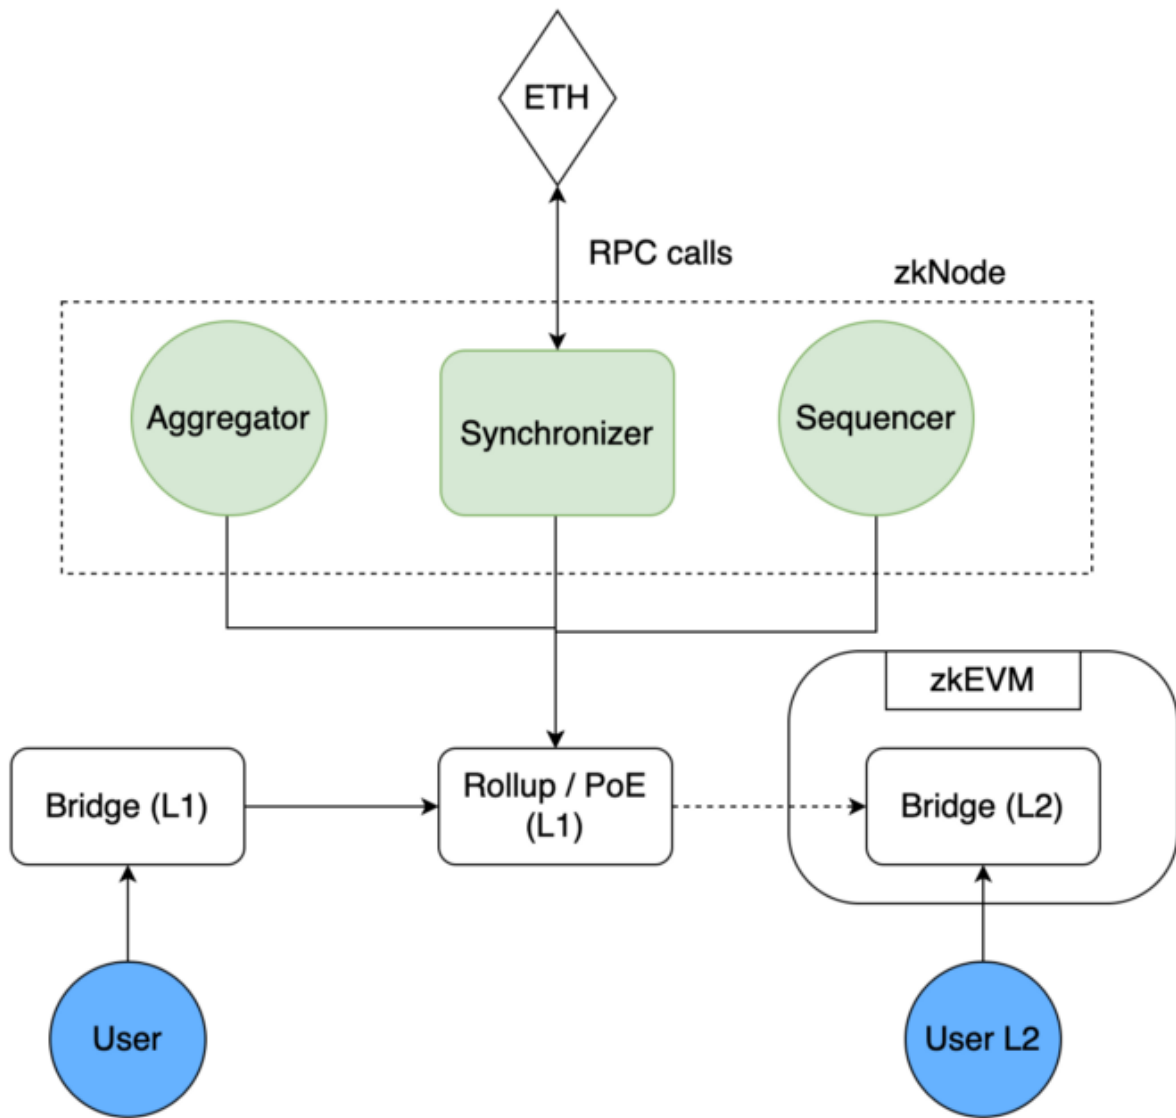 ETH
RPC calls
zkNode
Aggregator
Synchronizer
Sequencer
zkEVM
Bridge (L1)
Rollup / PoE
(L1)
Bridge (L2)
User
User L2